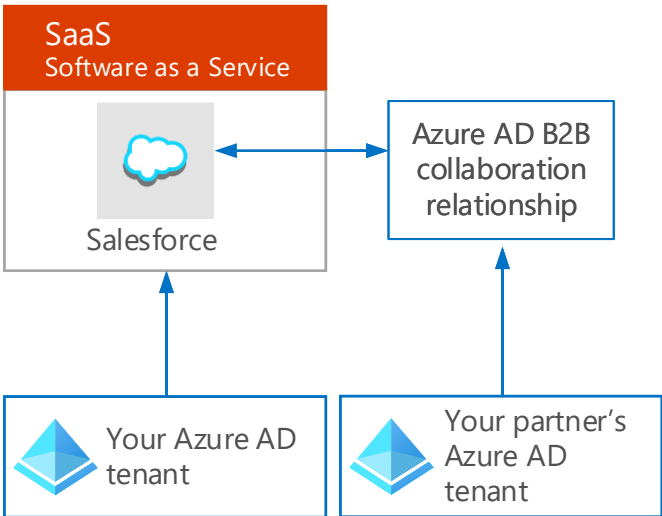 SaaS
Software as a Service
Salesforce
Azure AD B2B
collaboration
relationship
Your Azure AD
tenant
Your partner’s
Azure AD
tenant